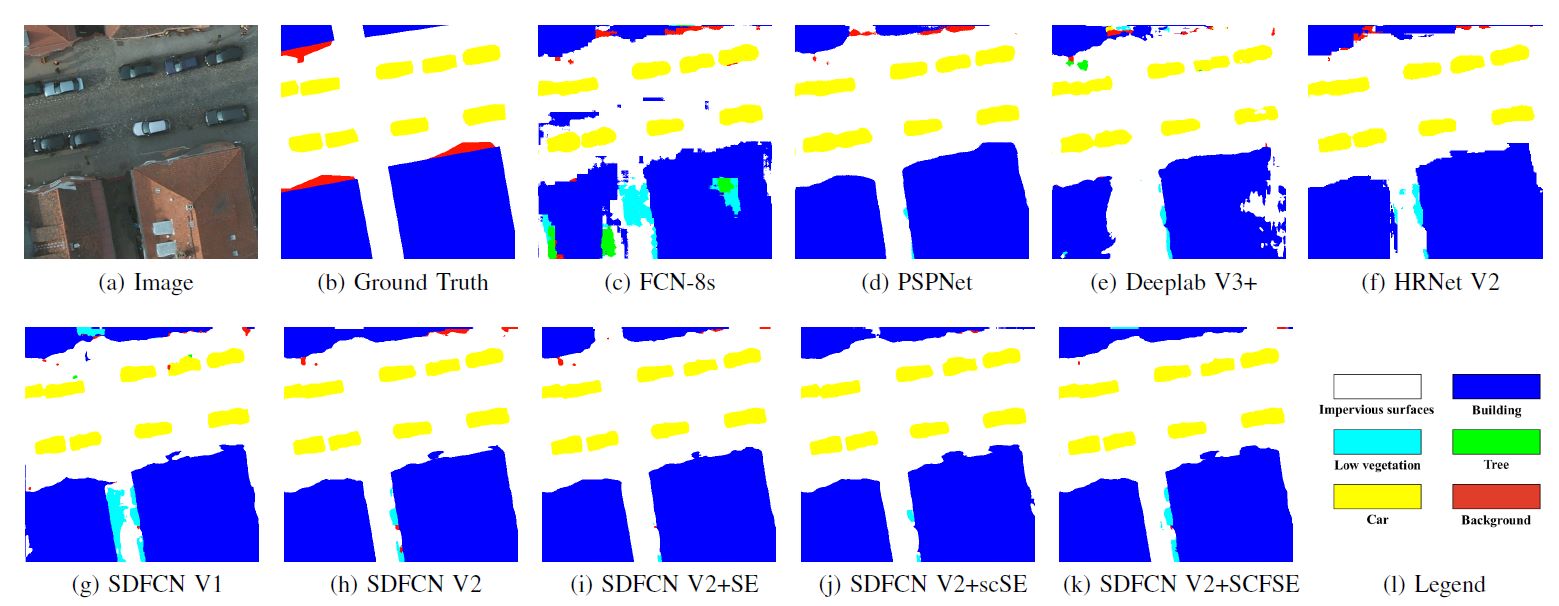 (a) Image
(b) Ground Truth
(c) FCN-8s
(d) PSPNet
(e) Deeplab V3+
(f) HRNet V2
Impervious surfaces
Building
Low vegetation
Tree
Car
Background
(g) SDFCN V1
(h) SDFCN V2
(i) SDFCN V2+SE
(j) SDFCN V2+scSE
(k) SDFCN V2+SCFSE
(l) Legend